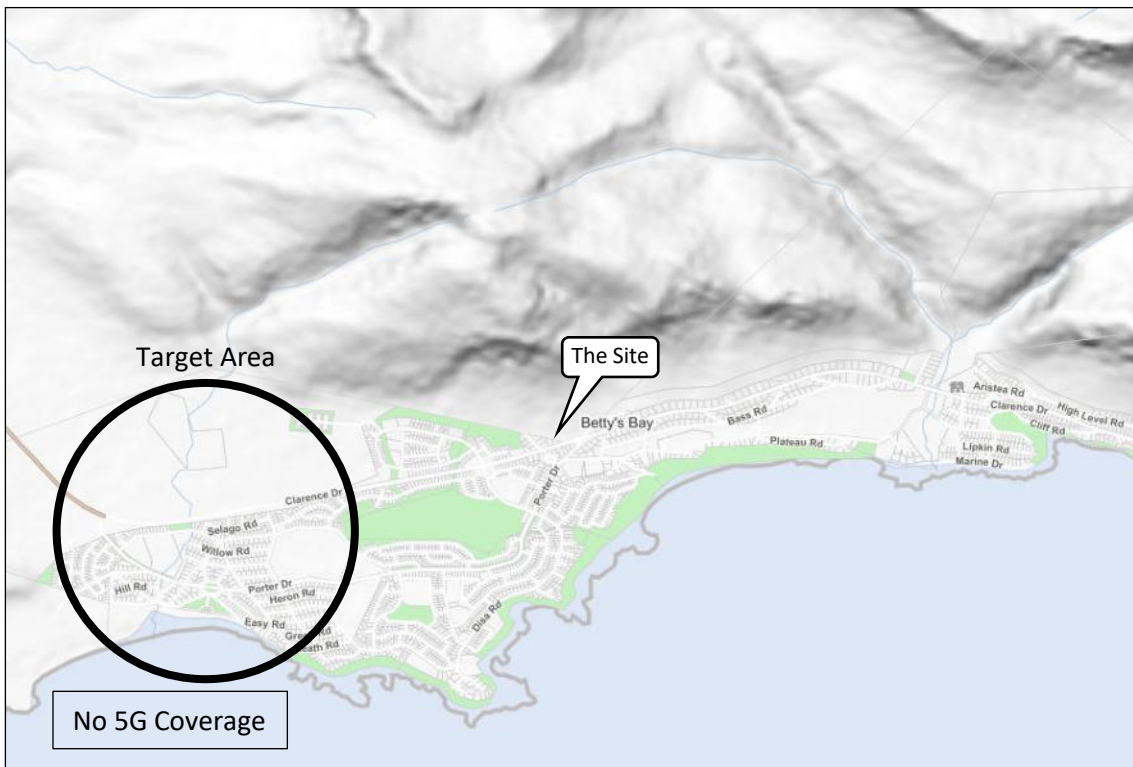 Target Area
The Site
Betty's Bay
Aristea Rd
Clarence Dr
High Level Rd
Cliff Rd
Bass Rd
Plateau Rd
Lipkin Rd
Marine Dr
Porter Dr
Clarence Dr
Selago Rd
Willow Rd
Hill Rd
Porter Dr
Heron Rd
Easy Rd
Rd
Rd
Disa Rd
No 5G Coverage